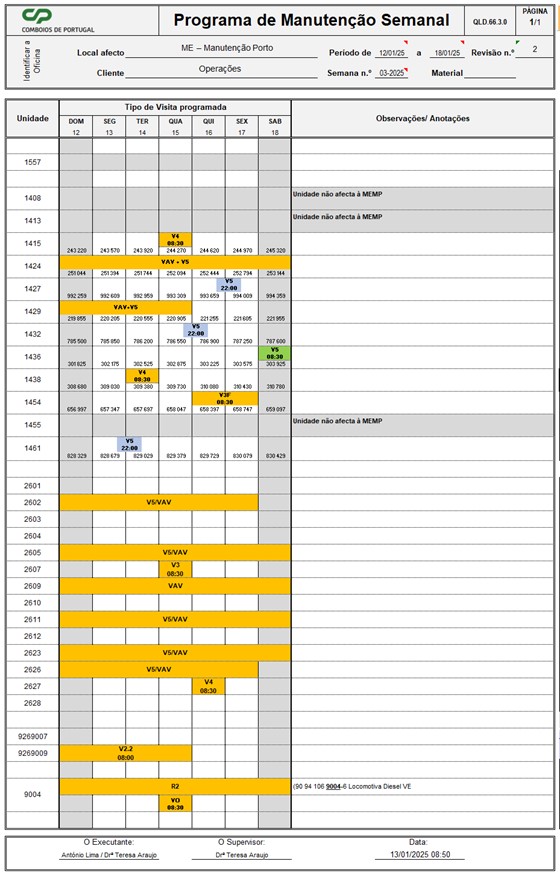 CP
COMBOIOS DE PORTUGAL
Programa de Manutenção Semanal
QLD.66.3.0
PÁGINA
1/1
Identificar a Oficina
Local afecto ME – Manutenção Porto Periodo de 12/01/25 a 18/01/25 Revisão n.º 2
Cliente Operações Semana n.º 03-2025 Material
Unidade Tipo de Visita programada Observações/ Anotações
DOM SEG TER QUA QUI SEX SAB
12 13 14 15 16 17 18
1557
1408 Unidade não afecta à MEMP
1413 Unidade não afecta à MEMP
1415 V4
08:30
243 220 243 570 243 920 244 270 244 620 244 970 245 320
1424 VAV + V5
251 044 251 394 251 744 252 094 252 444 252 794 253 144
1427 V5
22:00
992 259 992 609 992 959 993 309 993 659 994 009 994 359
1429 VAV+V5
219 855 220 205 220 555 220 905 221 255 221 605 221 955
1432 V5
22:00
785 500 785 850 786 200 786 550 786 900 787 250 787 600
1436 V5
08:30
301 825 302 175 302 525 302 875 303 225 303 575 303 925
1438 V4
08:30
308 680 309 030 309 380 309 730 310 080 310 430 310 780
1454 V3F
08:30
656 997 657 347 657 697 658 047 658 397 658 747 659 097
1455 Unidade não afecta à MEMP
1461 V5
22:00
828 329 828 679 829 029 829 379 829 729 830 079 830 429
2601
2602 V5/VAV
2603
2604
2605 V5/VAV
2607 V3
08:30
2609 VAV
2610
2611 V5/VAV
2612
2623 V5/VAV
2626 V5/VAV
2627 V4
08:30
2628
9269007
9269009 V2.2
08:00
9004 R2 (90 94 106 9004-6 Locomotiva Diesel VE
VO
08:30
O Executante: O Supervisor: Data:
António Lima / Drª Teresa Araujo Drª Teresa Araujo 13/01/2025 08:50